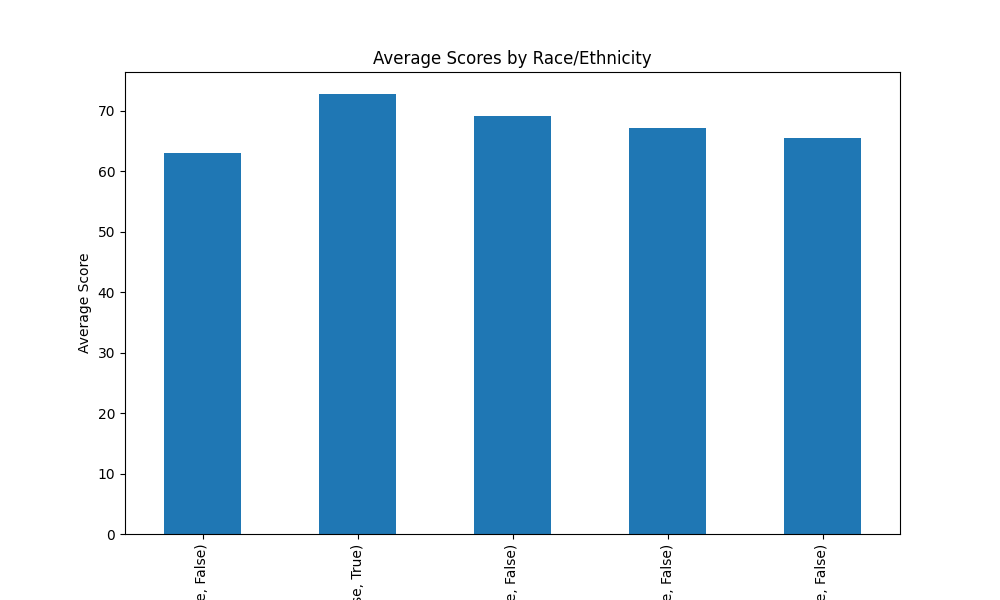 Average Scores by Race/Ethnicity
70
60
50
40
30
20
10
0
Average Score
e, False)
se, True)
e, False)
e, False)
e, False)